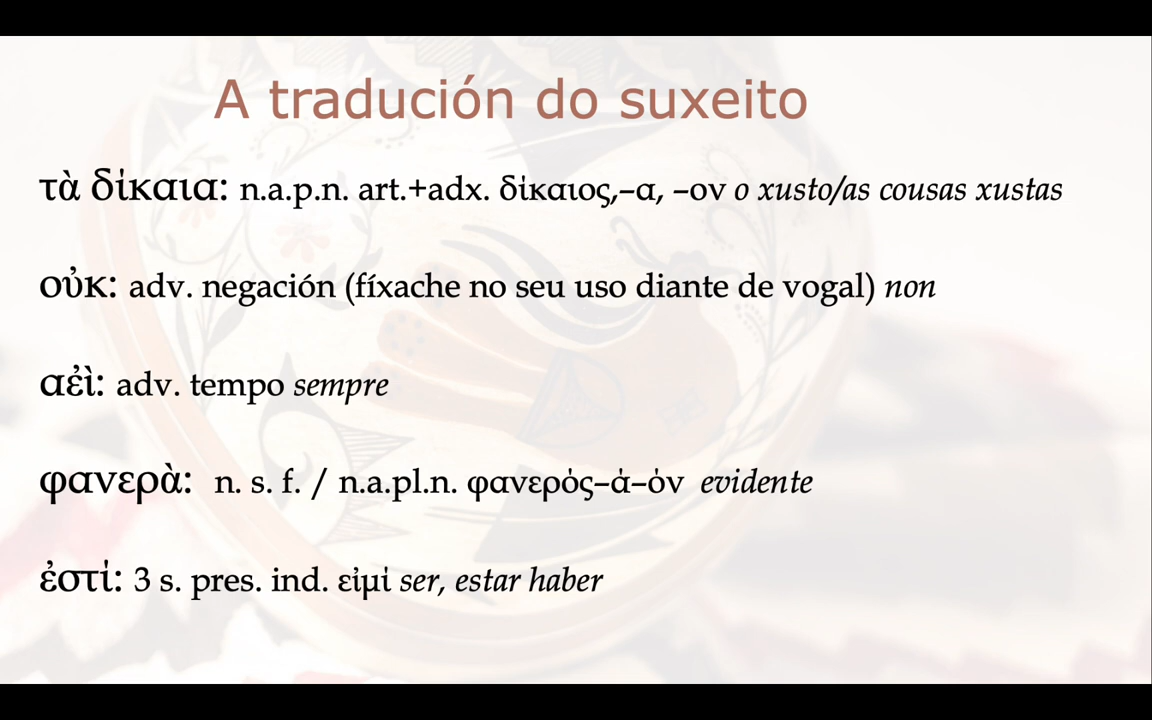 A tradución do suxeito
τὰ δίκαια: n.a.p.n. art.+adx. δίκαιος,–α, –ον o xusto/as cousas xustas
οὐκ: adv. negación (fíxache no seu uso diante de vogal) non
αἐὶ: adv. tempo sempre
φανερὰ: n. s. f. / n.a.pl.n. φανερός–ά–όν evidente
ἐστί: 3 s. pres. ind. εἰμί ser, estar haber